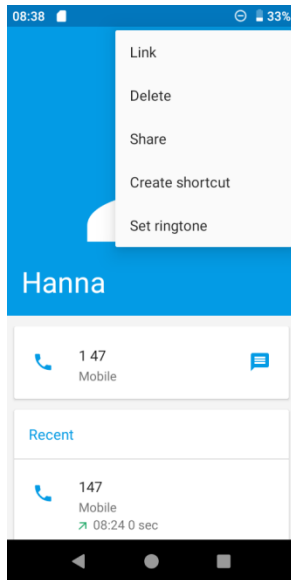 08:38
33%
Link
Delete
Share
Create shortcut
Set ringtone
Hanna
1 47
Mobile
Recent
147
Mobile
08:24 0 sec